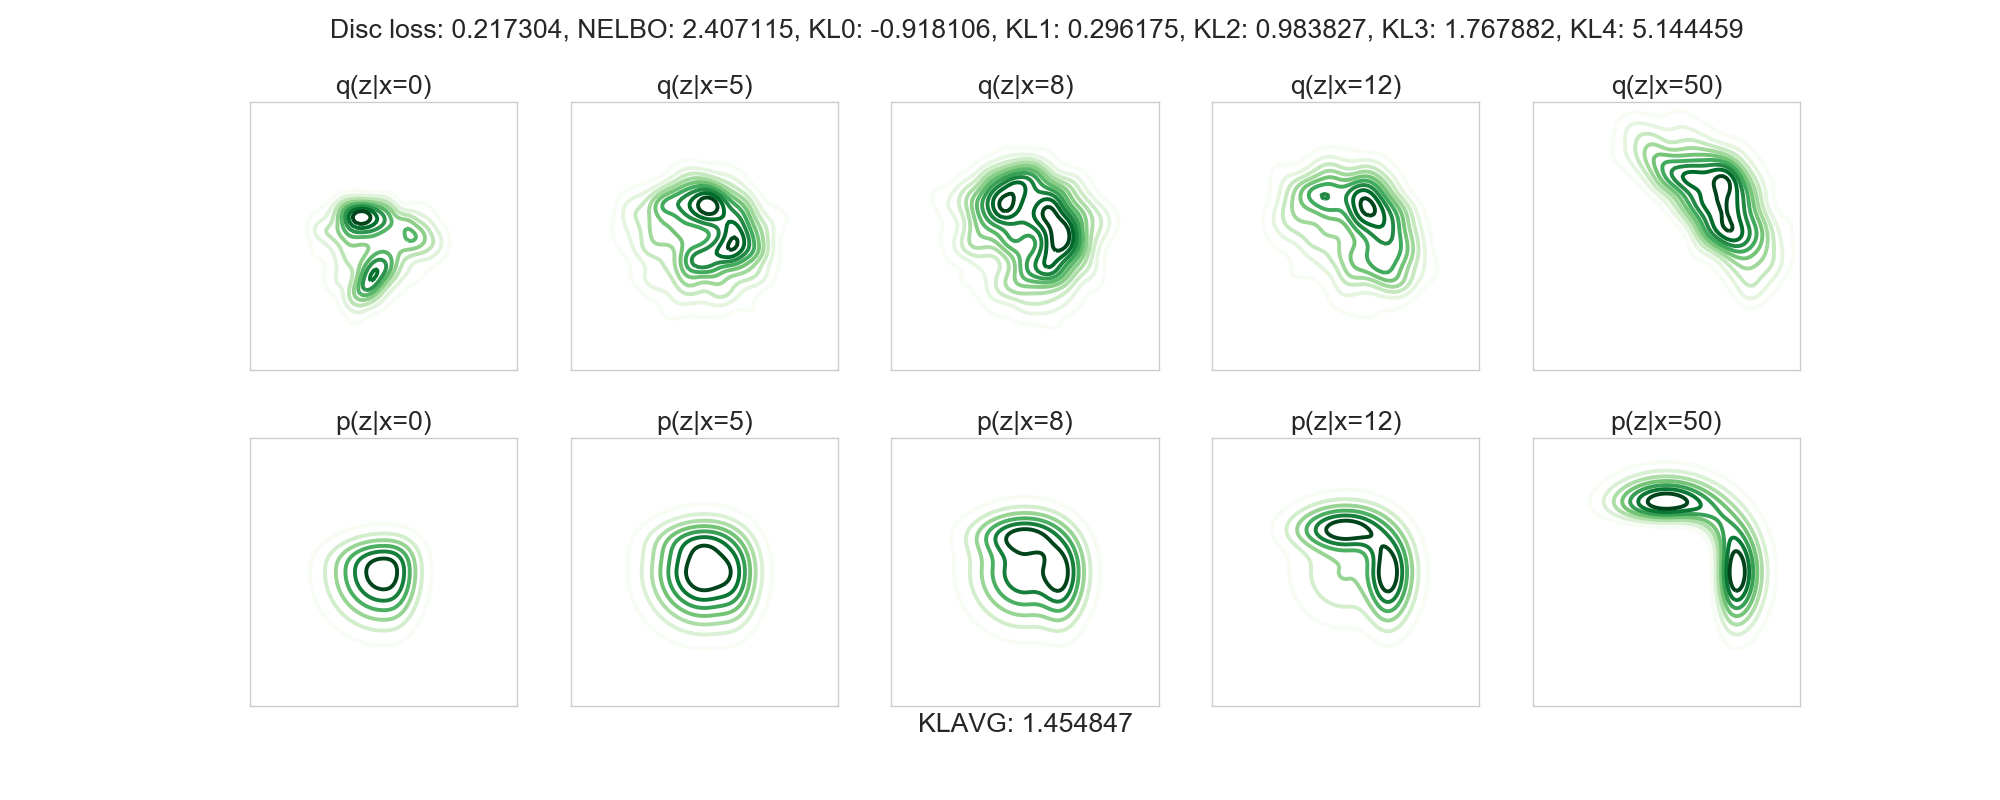 Disc loss: 0.217304, NELBO: 2.407115, KL0: -0.918106, KL1: 0.296175, KL2: 0.983827, KL3: 1.767882, KL4: 5.144459
q(z|x=0) q(z|x=5) q(z|x=8) q(z|x=12) q(z|x=50)
p(z|x=0) p(z|x=5) p(z|x=8) p(z|x=12) p(z|x=50)
KLAVG: 1.454847